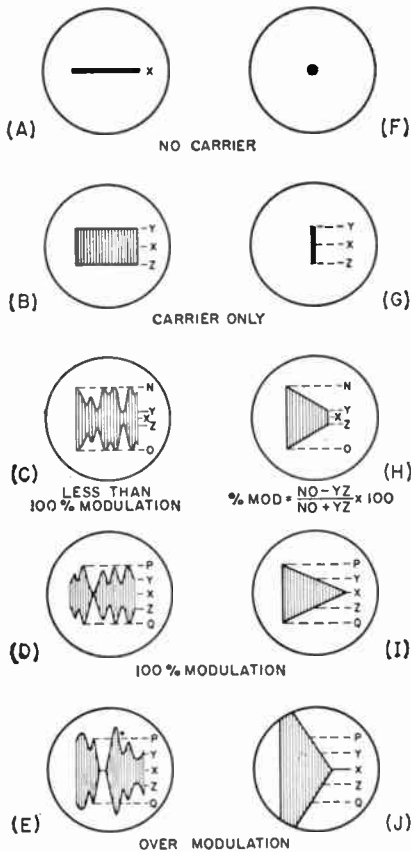 X
(A) (F)
NO CARRIER
Y Y
X X
Z Z
(B) (G)
CARRIER ONLY
N N
Y Y
X X
Z Z
O O
(C) (H)
LESS THAN
100% MODULATION
% MOD = NO - YZ / NO + YZ x 100
P P
Y Y
X X
Z Z
Q Q
(D) (I)
100% MODULATION
P P
Y Y
X X
Z Z
Q Q
(E) (J)
OVER MODULATION